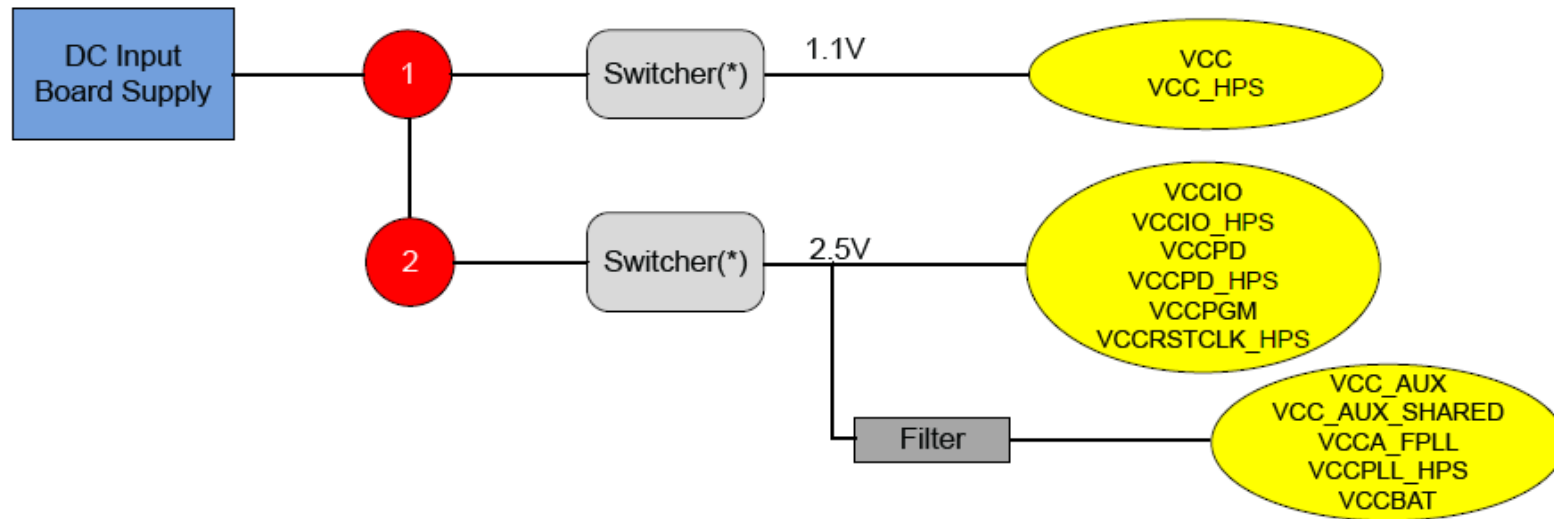 DC Input
Board Supply
1
Switcher(*)
1.1V
VCC
VCC_HPS
2
Switcher(*)
2.5V
VCCIO
VCCIO_HPS
VCCPD
VCCPD_HPS
VCCPGM
VCCRSTCLK_HPS
Filter
VCC_AUX
VCC_AUX_SHARED
VCCA_FPLL
VCCPLL_HPS
VCCBAT